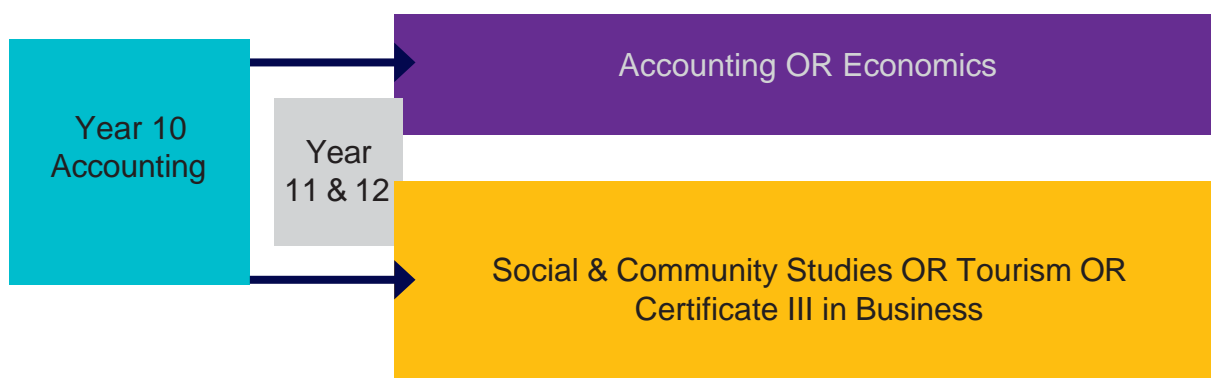 Year 10
Accounting
Year
11 & 12
Accounting OR Economics
Social & Community Studies OR Tourism OR
Certificate III in Business